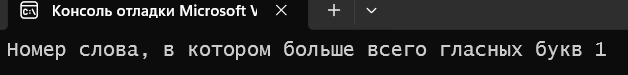 Консоль отладки Microsoft V
Номер слова, в котором больше всего гласных букв 1